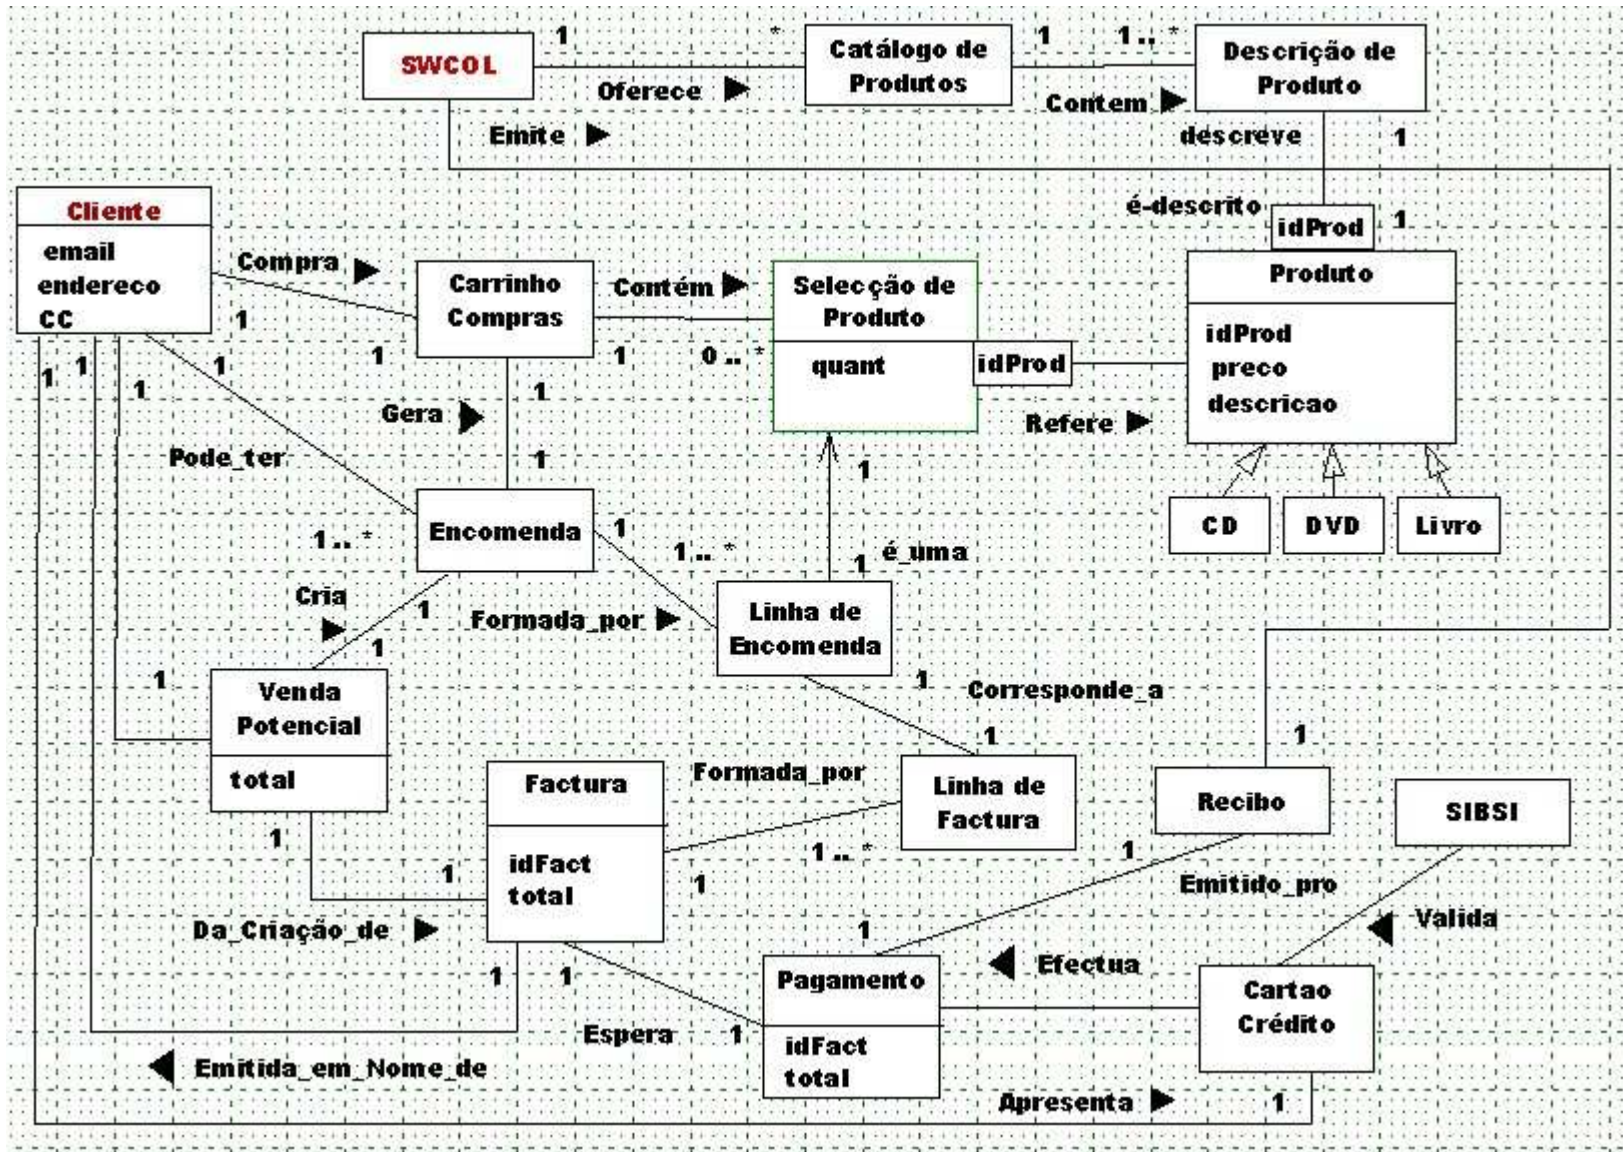 1
*
1
1.. *
SWCOL
Catálogo de
Produtos
Descrição de
Produto
Oferece
Contem
Emite
descreve
1
Cliente
email
endereco
CC
é-descrito
1
idProd
Compra
1
1
Carrinho
Compras
Contém
1
0.. *
Selecção de
Produto
quant
idProd
Produto
idProd
preco
descricao
Refere
1
1
1
1
1
Gera
1
1
Pode_ter
1.. *
Encomenda
1
1.. *
1
1
é_uma
CD
DVD
Livro
Cria
1
1
Formada_por
Linha de
Encomenda
1
Corresponde_a
1
1
Venda
Potencial
total
1
Factura
idFact
total
1
Formada_por
1.. *
1
Linha de
Factura
1
Recibo
SIBSI
1
Emitido_pro
1
Valida
Da_Criação_de
1
1
Espera
1
Pagamento
idFact
total
Efectua
Cartao
Crédito
Emitida_em_Nome_de
Apresenta
1